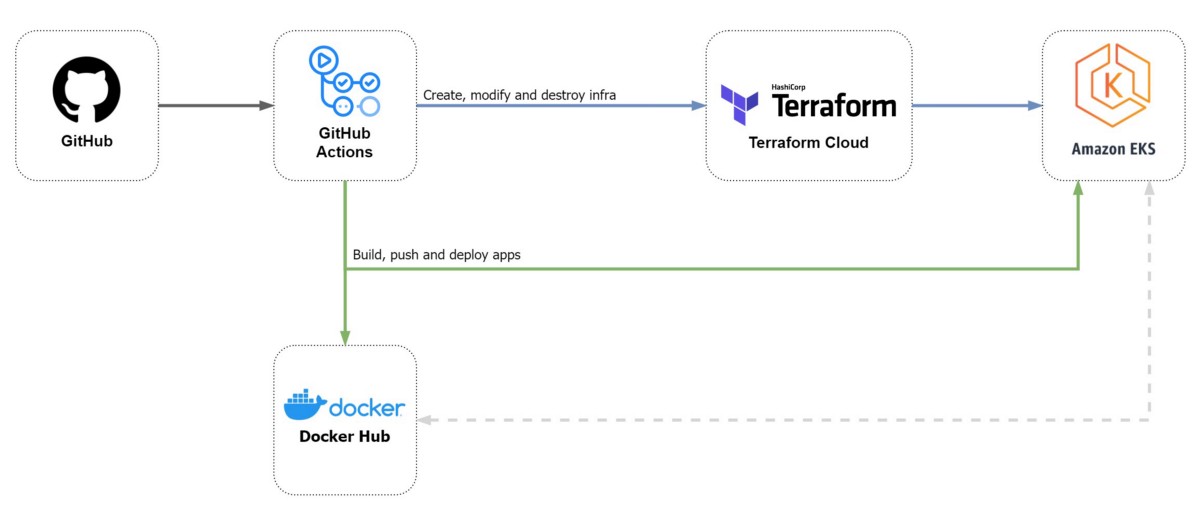 GitHub
GitHub
Actions
Create, modify and destroy infra
HashiCorp
Terraform
Terraform Cloud
K
Amazon EKS
Build, push and deploy apps
docker
Docker Hub